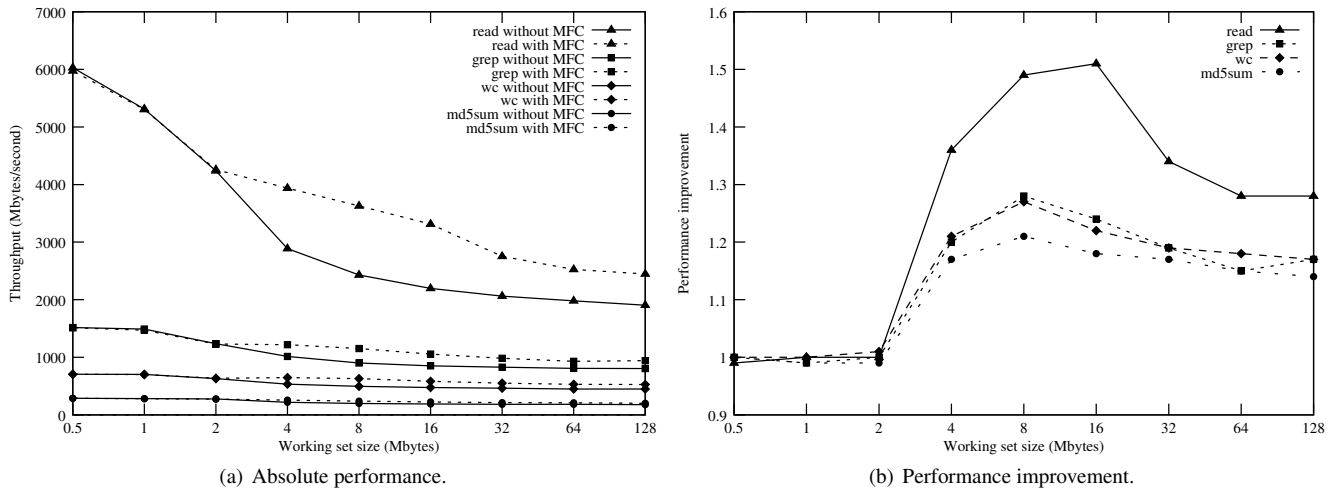 7000
6000
5000
4000
3000
2000
1000
0
Throughput (Mbytes/second)
0.5 1 2 4 8 16 32 64 128
Working set size (Mbytes)
read without MFC
read with MFC
grep without MFC
grep with MFC
wc without MFC
wc with MFC
md5sum without MFC
md5sum with MFC
(a) Absolute performance.
1.6
1.5
1.4
1.3
1.2
1.1
1
0.9
Performance improvement
0.5 1 2 4 8 16 32 64 128
Working set size (Mbytes)
read
grep
wc
md5sum
(b) Performance improvement.